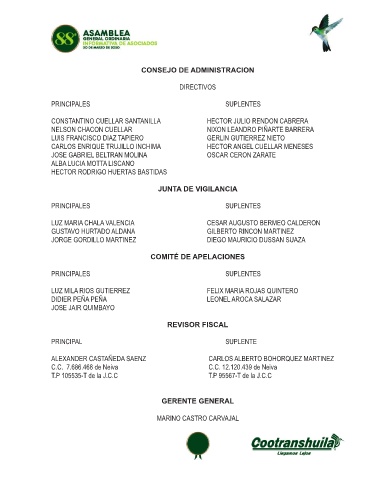 88ª ASAMBLEA
GENERAL ORDINARIA
INFORMATIVA DE ASOCIADOS
CONSEJO DE ADMINISTRACION
DIRECTIVOS
PRINCIPALES SUPLENTES
CONSTANTINO CUELLAR SANTANILLA HECTOR JULIO RENDON CABRERA
NELSON CHACON CUELLAR NIXON LEANDRO PIÑARTE BARRERA
LUIS FRANCISCO DIAZ TAPIERO GERLIN GUTIERREZ NIETO
CARLOS ENRIQUE TRUJILLO INCHIMA HECTOR ANGEL CUELLAR MENESES
JOSE GABRIEL BELTRAN MOLINA OSCAR CERON ZARATE
ALBA LUCIA MOTTA LISCANO
HECTOR RODRIGO HUERTAS BASTIDAS
JUNTA DE VIGILANCIA
PRINCIPALES SUPLENTES
LUZ MARIA CHALA VALENCIA CESAR AUGUSTO BERMEO CALDERON
GUSTAVO HURTADO ALDANA GILBERTO RINCON MARTINEZ
JORGE GORDILLO MARTINEZ DIEGO MAURICIO DUSSAN SUAZA
COMITÉ DE APELACIONES
PRINCIPALES SUPLENTES
LUZ MILA RIOS GUTIERREZ FELIX MARIA ROJAS QUINTERO
DIDIER PEÑA PEÑA LEONEL AROCA SALAZAR
JOSE JAIR QUIMBAYO
REVISOR FISCAL
PRINCIPAL SUPLENTE
ALEXANDER CASTAÑEDA SAENZ CARLOS ALBERTO BOHORQUEZ MARTINEZ
C.C. 7.686.468 de Neiva C.C. 12.120.439 de Neiva
T.P 109535-T de la J.C.C T.P 95567-T de la J.C.C
GERENTE GENERAL
MARINO CASTRO CARVAJAL
Cootranshuila
Llegamos Lejos